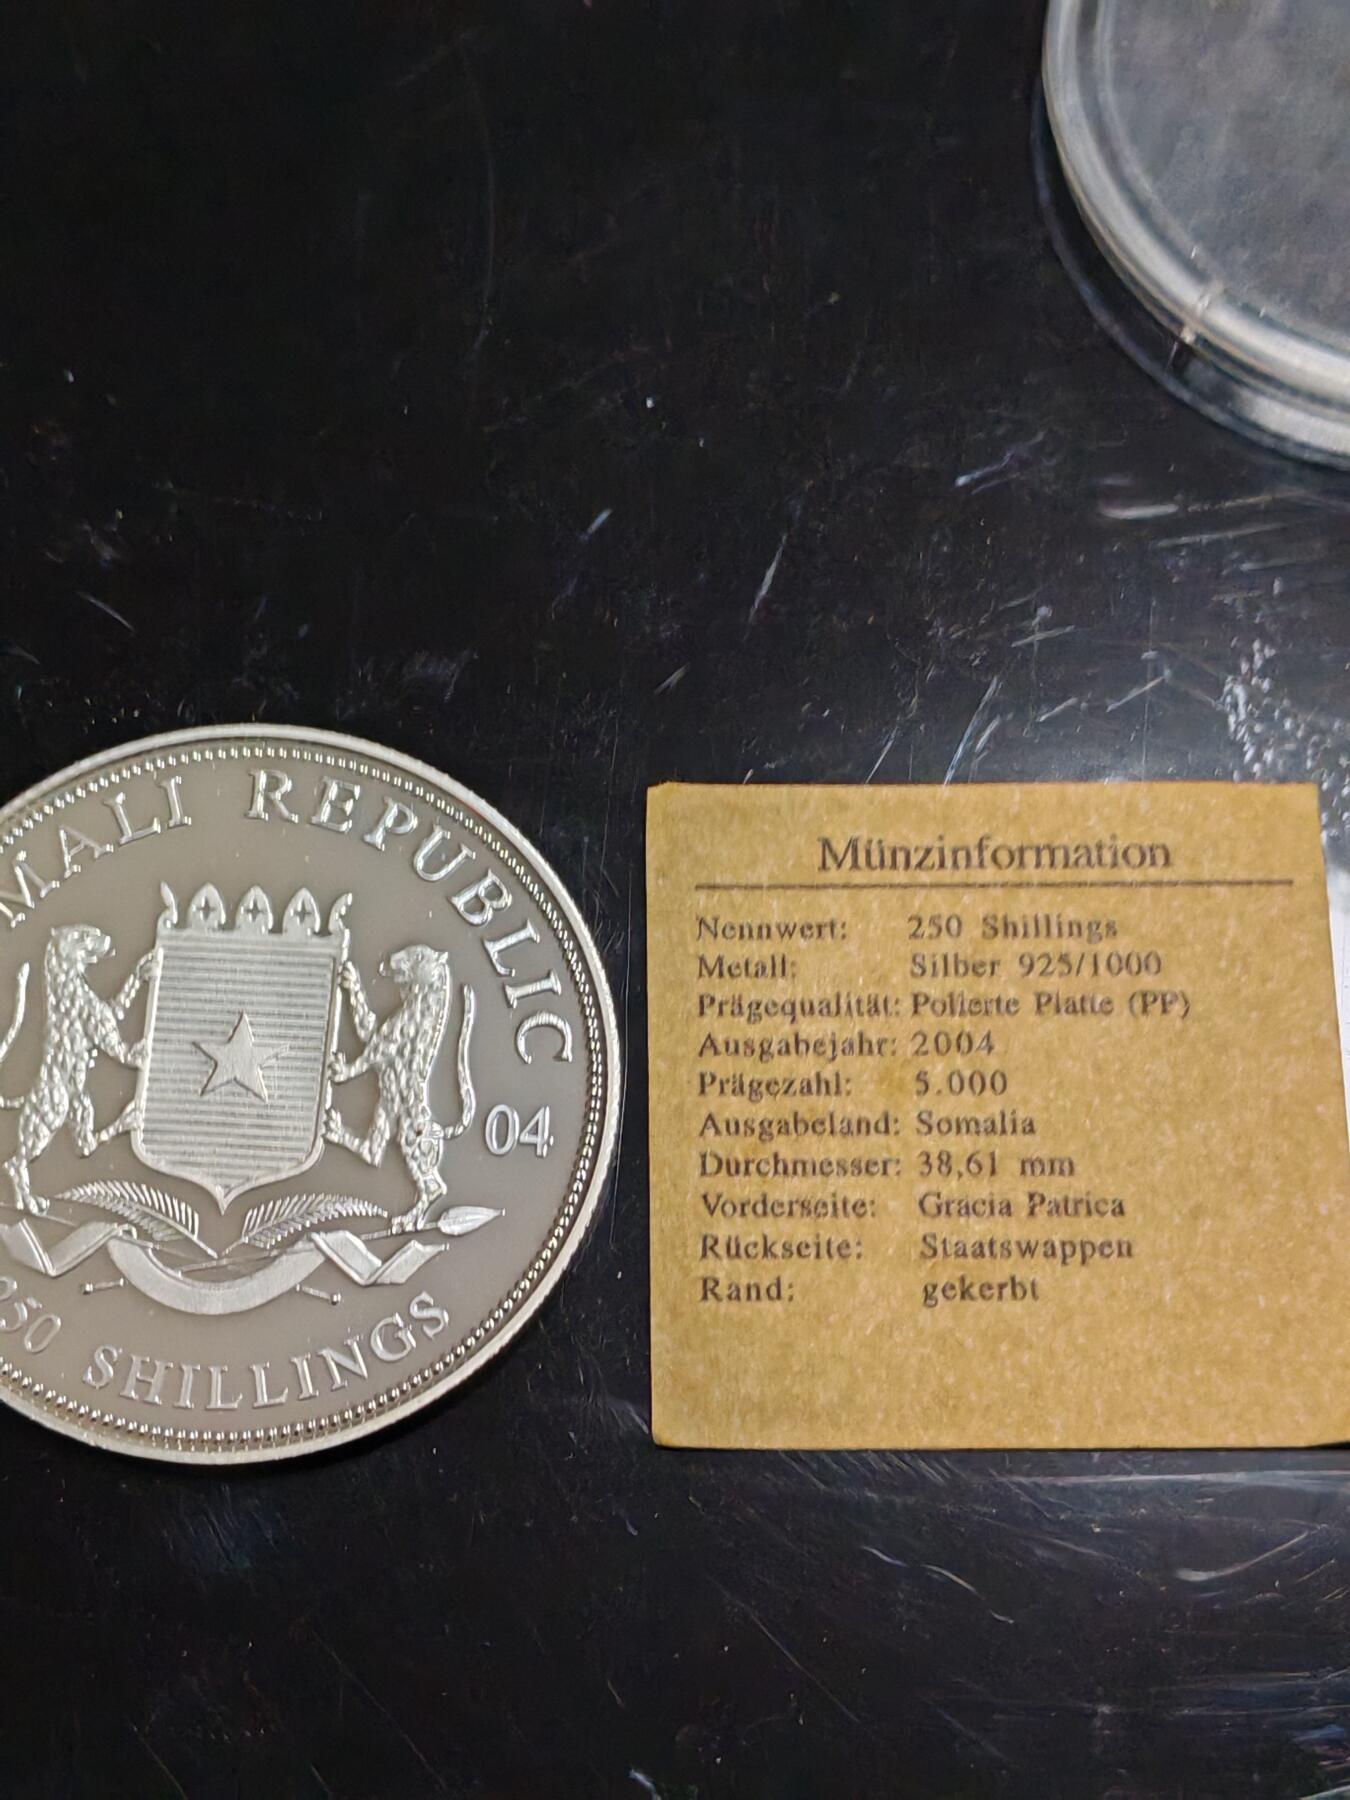 MALI REPUBLIC
04
250 SHILLINGS
Münzinformation
Nennwert: 250 Shillings
Metall: Silber 925/1000
Prägequalität: Polierte Platte (PP)
Ausgabejahr: 2004
Prägezahl: 5.000
Ausgabeland: Somalia
Durchmesser: 38,61 mm
Vorderseite: Gracia Patrica
Rückseite: Staatswappen
Rand: gekerbt